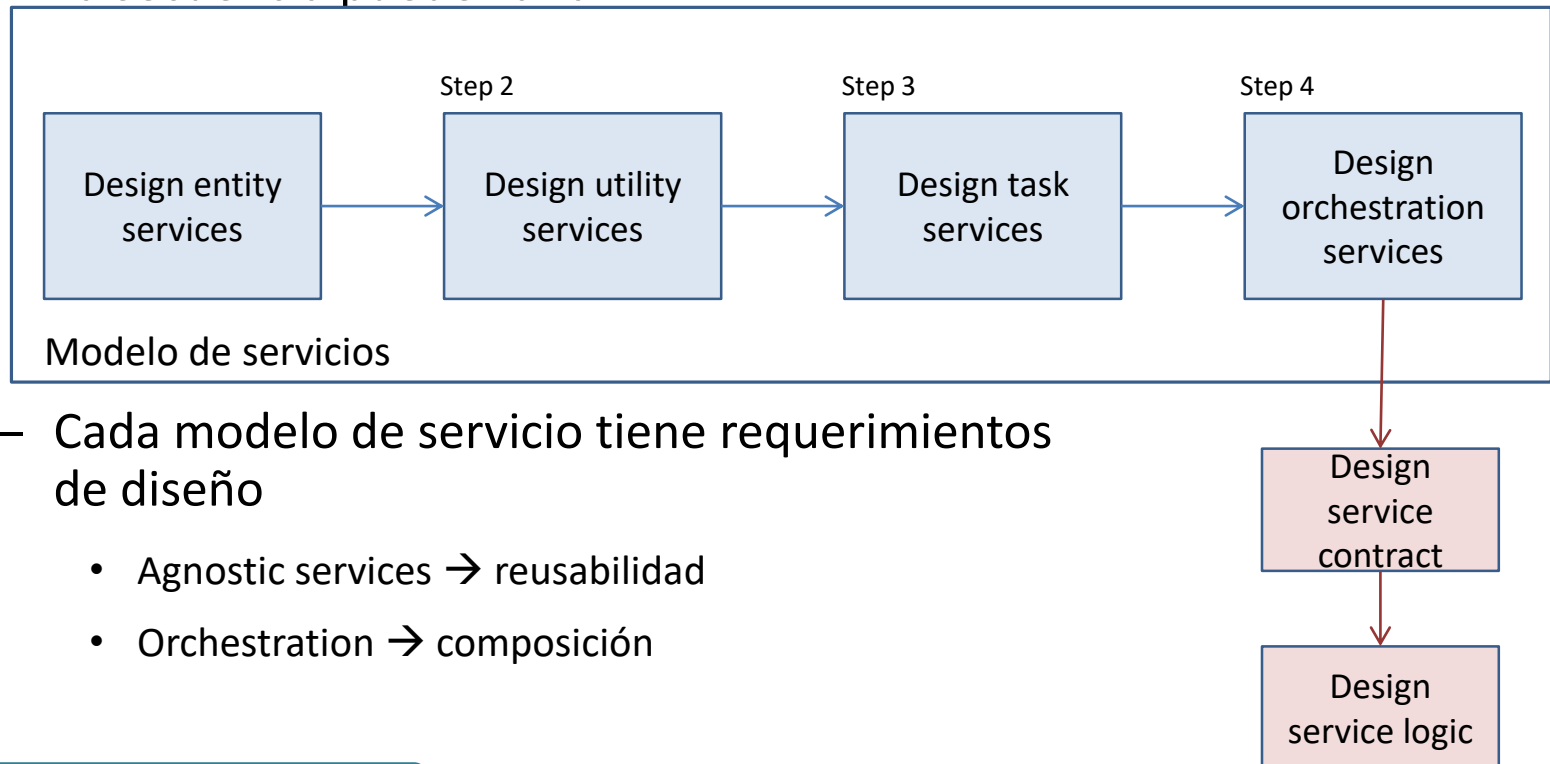 Step 2
Step 3
Step 4
Design entity
services
Design utility
services
Design task
services
Design
orchestration
services
Modelo de servicios
– Cada modelo de servicio tiene requerimientos
de diseño
• Agnostic services → reusabilidad
• Orchestration → composición
Design
service
contract
Design
service logic